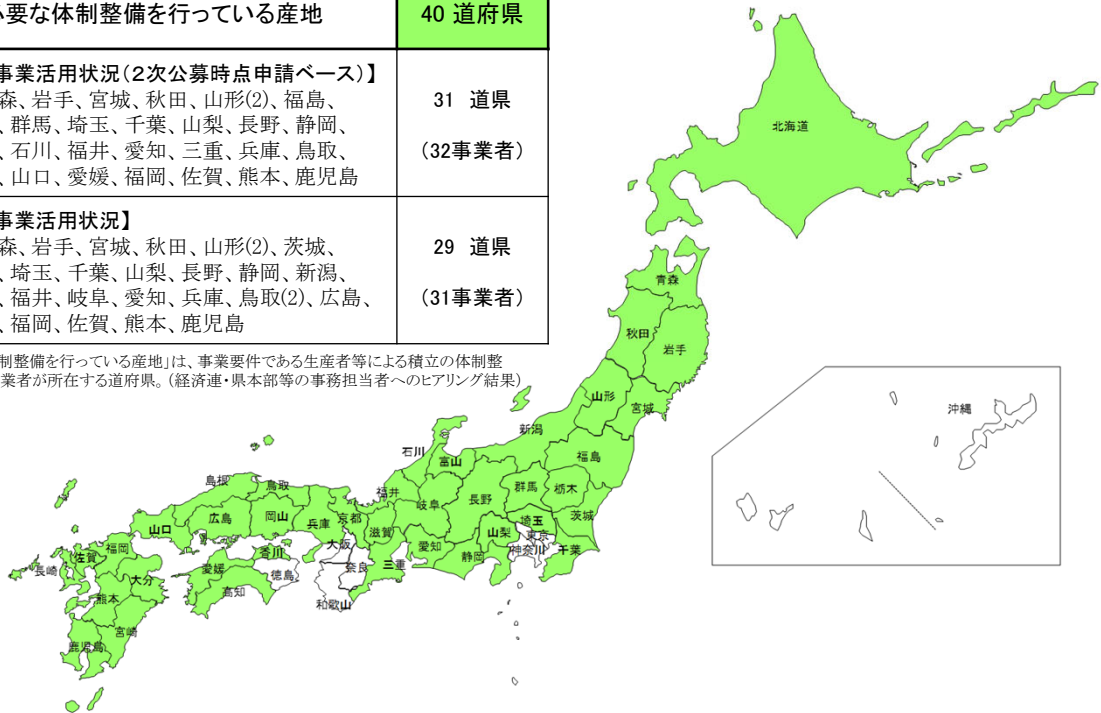 要な体制整備を行っている産地
40 道府県
事業活用状況(2次公募時点申請ベース)】
森、岩手、宮城、秋田、山形(2)、福島、
、群馬、埼玉、千葉、山梨、長野、静岡、
、石川、福井、愛知、三重、兵庫、鳥取、
、山口、愛媛、福岡、佐賀、熊本、鹿児島
31 道県
(32事業者)
事業活用状況】
森、岩手、宮城、秋田、山形(2)、茨城、
、埼玉、千葉、山梨、長野、静岡、新潟、
、福井、岐阜、愛知、兵庫、鳥取(2)、広島、
、福岡、佐賀、熊本、鹿児島
29 道県
(31事業者)
制整備を行っている産地」は、事業要件である生産者等による積立の体制整
業者が所在する道府県。(経済連・県本部等の事務担当者へのヒアリング結果)
北海道
青森
秋田
岩手
山形
宮城
新潟
福島
石川
富山
福井
岐阜
長野
群馬
栃木
茨城
埼玉
東京
神奈川
千葉
山梨
静岡
愛知
三重
滋賀
京都
大阪
奈良
和歌山
兵庫
鳥取
島根
岡山
広島
山口
香川
徳島
愛媛
高知
福岡
佐賀
長崎
大分
熊本
宮崎
鹿児島
沖縄